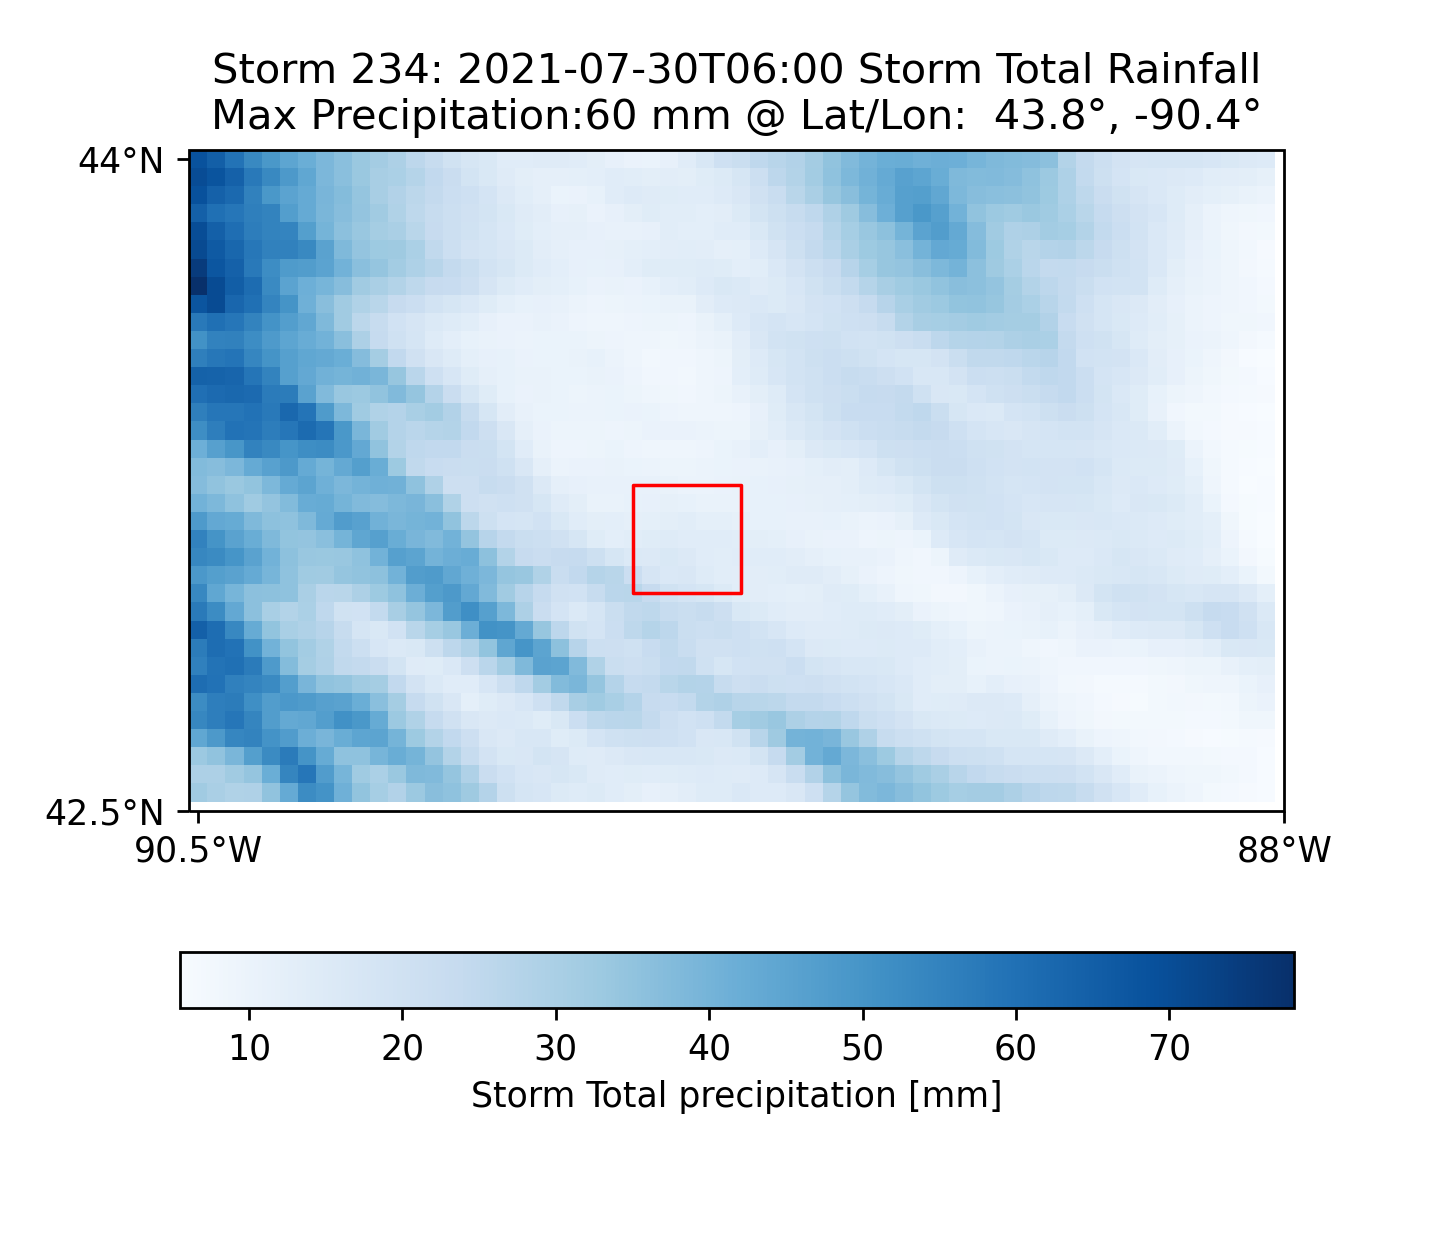 Storm 234: 2021-07-30T06:00 Storm Total Rainfall
Max Precipitation:60 mm @ Lat/Lon:  43.8°, -90.4°
44°N
42.5°N
90.5°W 88°W
10 20 30 40 50 60 70
Storm Total precipitation [mm]